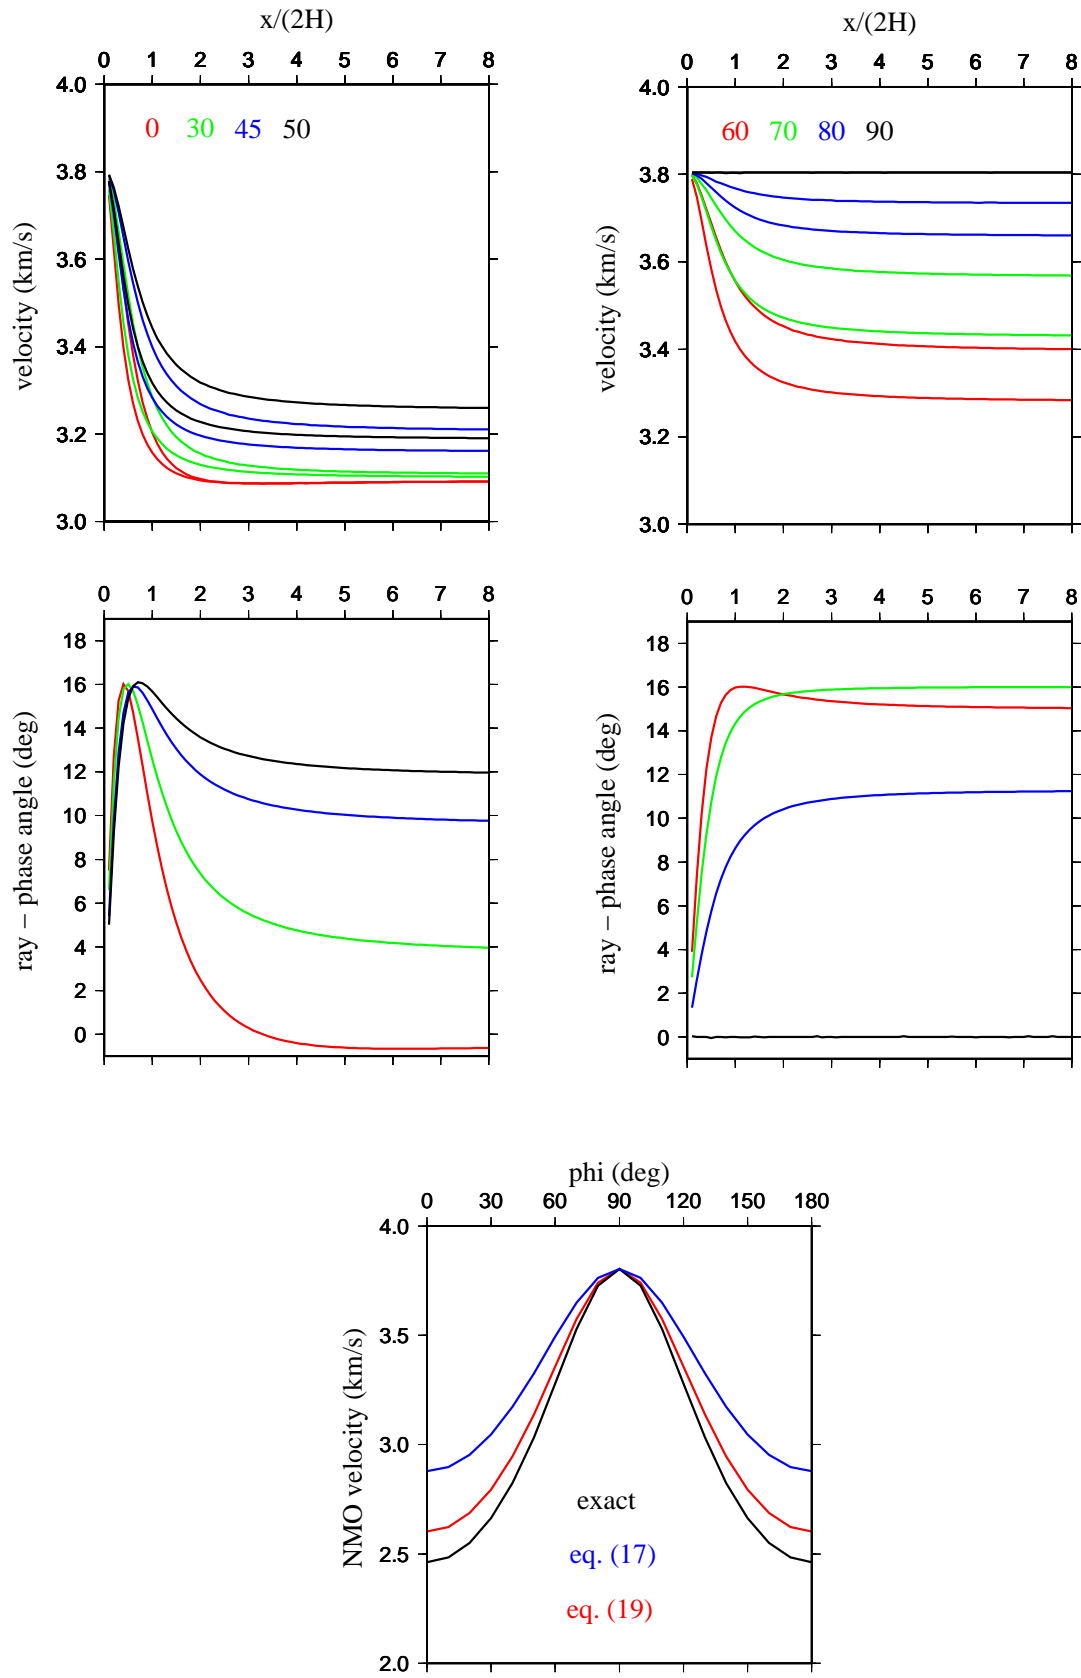 x/(2H)
0 1 2 3 4 5 6 7 8
4.0
3.8
3.6
3.4
3.2
3.0
velocity (km/s)
0 30 45 50
x/(2H)
0 1 2 3 4 5 6 7 8
4.0
3.8
3.6
3.4
3.2
3.0
velocity (km/s)
60 70 80 90
0 1 2 3 4 5 6 7 8
18
16
14
12
10
8
6
4
2
0
ray – phase angle (deg)
0 1 2 3 4 5 6 7 8
18
16
14
12
10
8
6
4
2
0
ray – phase angle (deg)
phi (deg)
0 30 60 90 120 150 180
4.0
3.5
3.0
2.5
2.0
NMO velocity (km/s)
exact
eq. (17)
eq. (19)